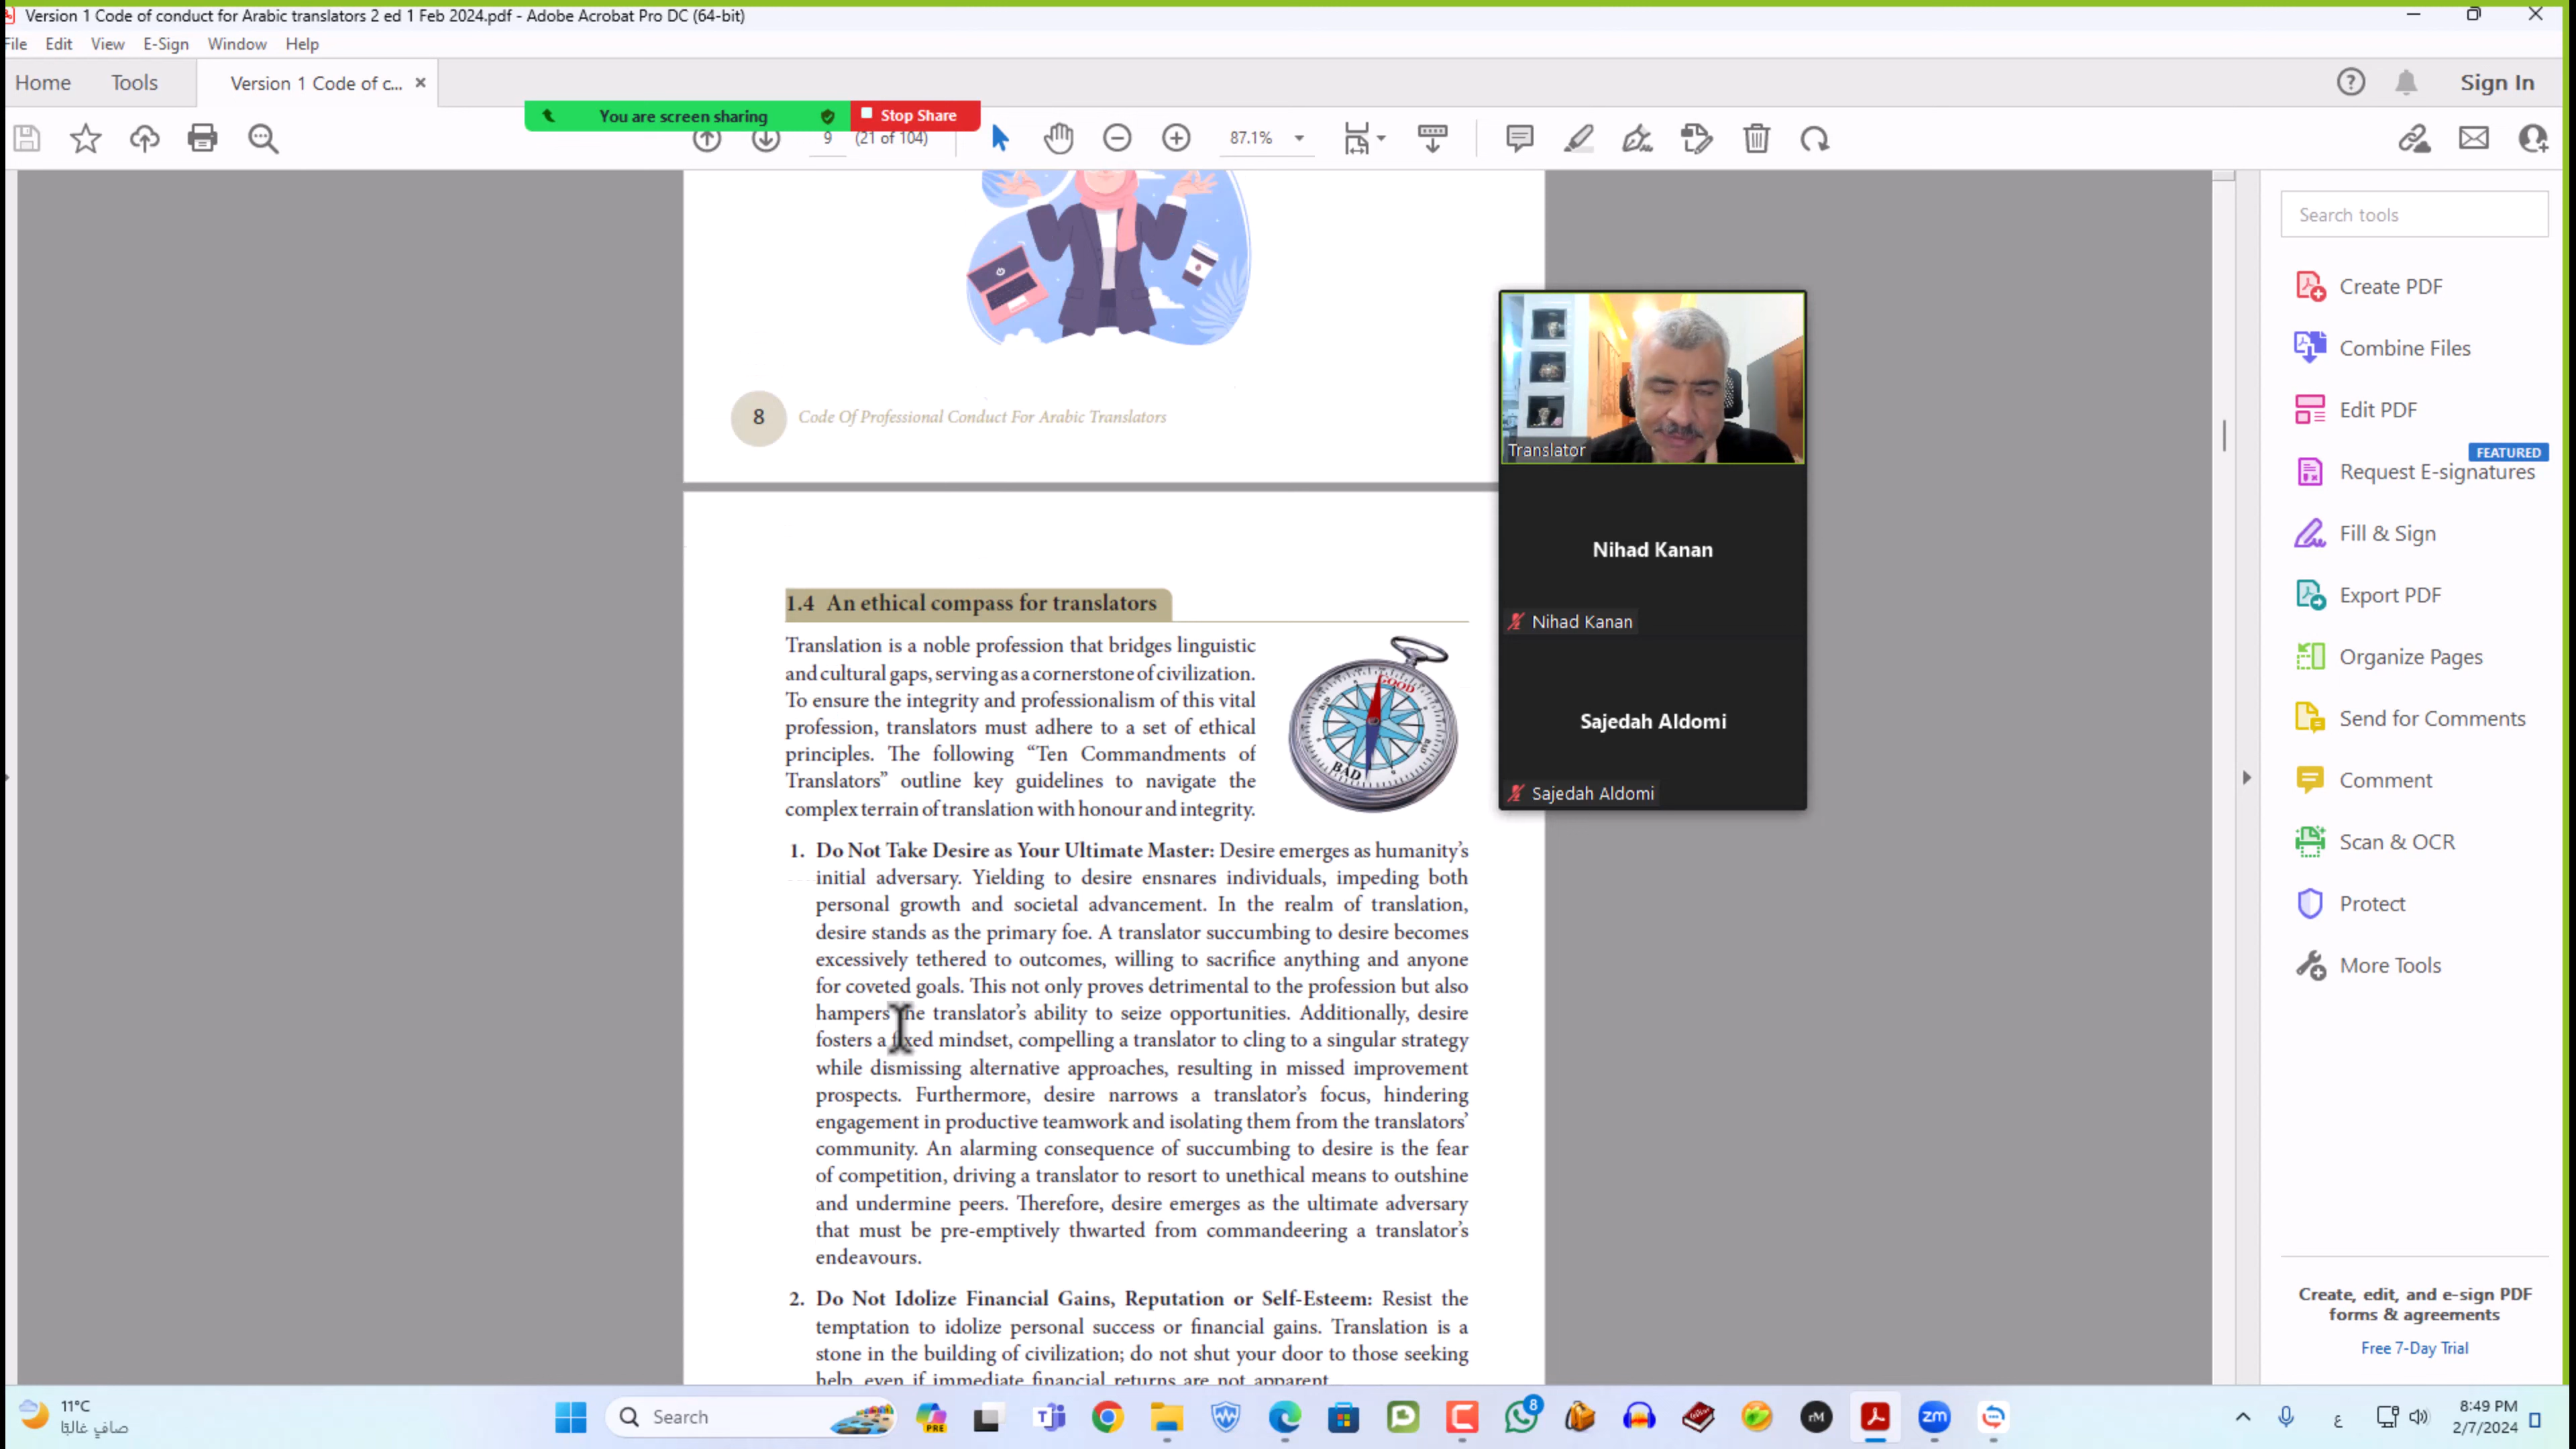 Version 1 Code of conduct for Arabic translators 2 ed 1 Feb 2024.pdf - Adobe Acrobat Pro DC (64-bit)
File Edit View E-Sign Window Help
Home Tools Version 1 Code of c... Sign In
You are screen sharing Stop Share
9 (21 of 104) 87.1%
8 Code Of Professional Conduct For Arabic Translators
1.4 An ethical compass for translators
Translation is a noble profession that bridges linguistic
and cultural gaps, serving as a cornerstone of civilization.
To ensure the integrity and professionalism of this vital
profession, translators must adhere to a set of ethical
principles. The following “Ten Commandments of
Translators” outline key guidelines to navigate the
complex terrain of translation with honour and integrity.
GOOD
BAD
BAD
BAD
1. Do Not Take Desire as Your Ultimate Master: Desire emerges as humanity’s
initial adversary. Yielding to desire ensnares individuals, impeding both
personal growth and societal advancement. In the realm of translation,
desire stands as the primary foe. A translator succumbing to desire becomes
excessively tethered to outcomes, willing to sacrifice anything and anyone
for coveted goals. This not only proves detrimental to the profession but also
hampers the translator’s ability to seize opportunities. Additionally, desire
fosters a fixed mindset, compelling a translator to cling to a singular strategy
while dismissing alternative approaches, resulting in missed improvement
prospects. Furthermore, desire narrows a translator’s focus, hindering
engagement in productive teamwork and isolating them from the translators’
community. An alarming consequence of succumbing to desire is the fear
of competition, driving a translator to resort to unethical means to outshine
and undermine peers. Therefore, desire emerges as the ultimate adversary
that must be pre-emptively thwarted from commandeering a translator’s
endeavours.
2. Do Not Idolize Financial Gains, Reputation or Self-Esteem: Resist the
temptation to idolize personal success or financial gains. Translation is a
stone in the building of civilization; do not shut your door to those seeking
help, even if immediate financial returns are not apparent.
Translator
Nihad Kanan
Nihad Kanan
Sajedah Aldomi
Sajedah Aldomi
Search tools
Create PDF
Combine Files
Edit PDF
FEATURED
Request E-signatures
Fill & Sign
Export PDF
Organize Pages
Send for Comments
Comment
Scan & OCR
Protect
More Tools
Create, edit, and e-sign PDF
forms & agreements
Free 7-Day Trial
11°C
صافٍ غالبًا
Search
PRE
8
rM
zm
ع
8:49 PM
2/7/2024